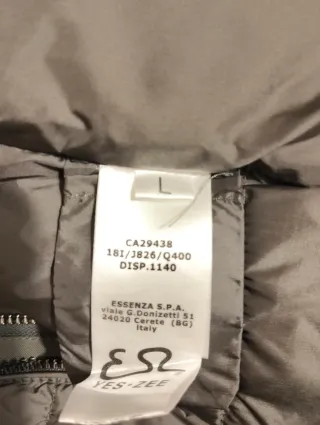 L
CA29438
18I/J826/Q400
DISP.1140
ESSENZA S.P.A.
viale G.Donizetti 51
24020 Cerete (BG)
Italy
YES-ZEE